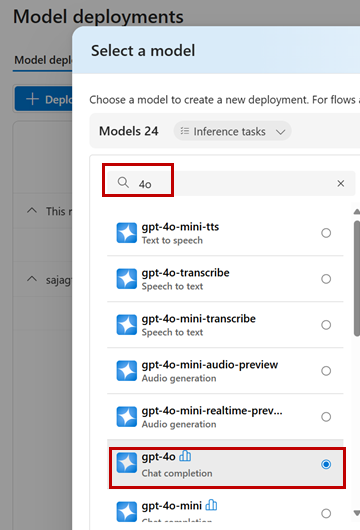 Model deployments
Model dep
Deplo
Select a model
Choose a model to create a new deployment. For flows a
Models 24
Inference tasks
4o
This r
sajag
gpt-4o-mini-tts
Text to speech
gpt-4o-transcribe
Speech to text
gpt-4o-mini-transcribe
Speech to text
gpt-4o-mini-audio-preview
Audio generation
gpt-4o-mini-realtime-prev...
Audio generation
gpt-4o
Chat completion
gpt-4o-mini
Chat completion